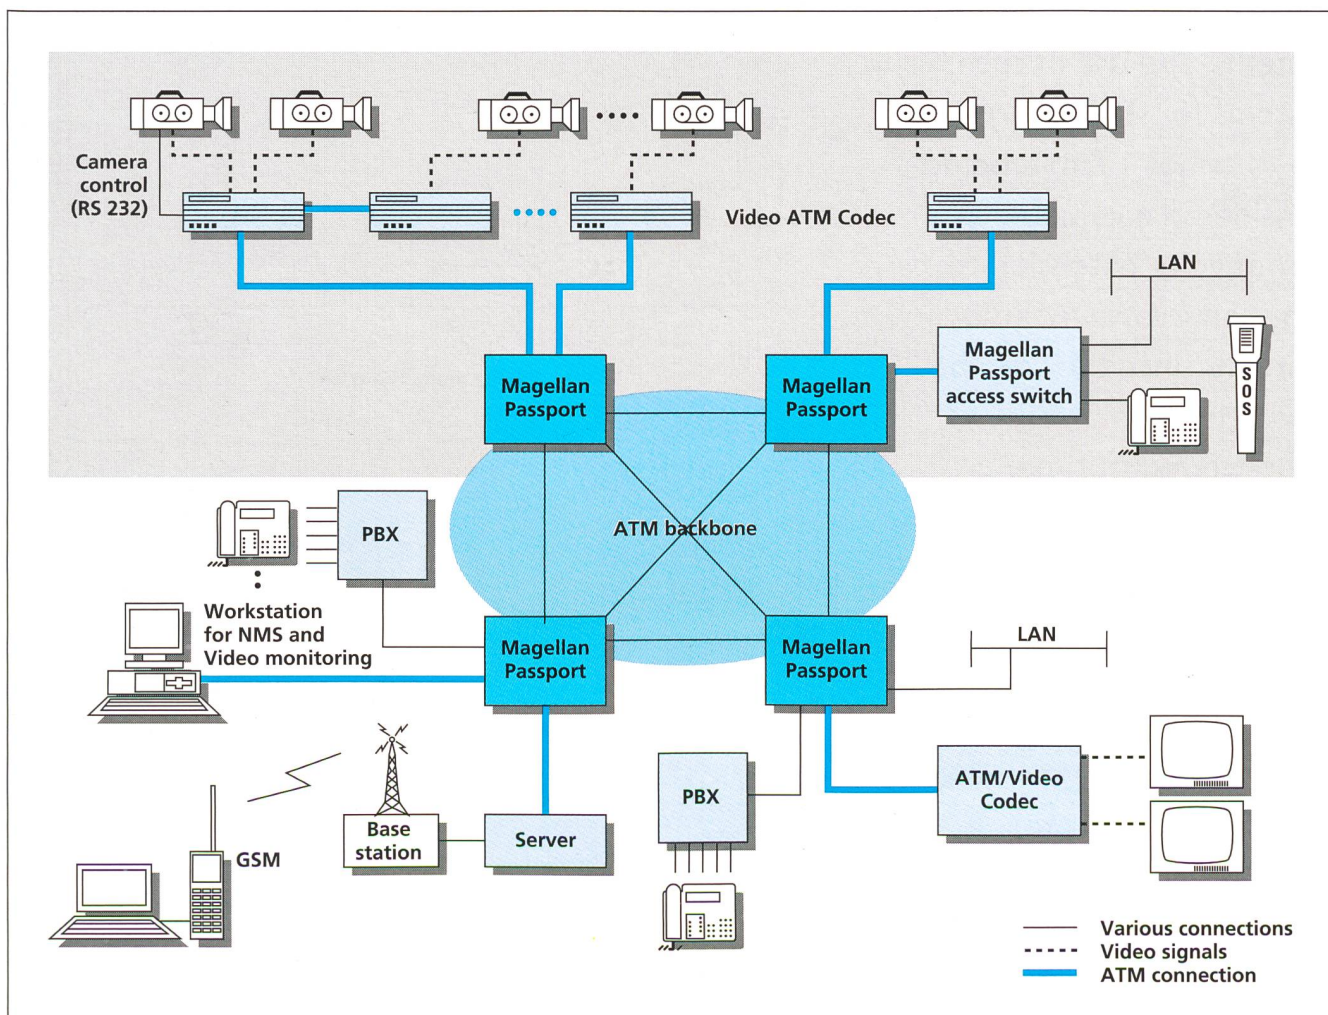 Camera
control
(RS 232)
Video ATM Codec
LAN
Magellan
Passport
access switch
SOS
Magellan
Passport
Magellan
Passport
ATM backbone
PBX
Workstation
for NMS and
Video monitoring
Magellan
Passport
Magellan
Passport
LAN
PBX
ATM/Video
Codec
Base
station
Server
GSM
Various connections
Video signals
ATM connection